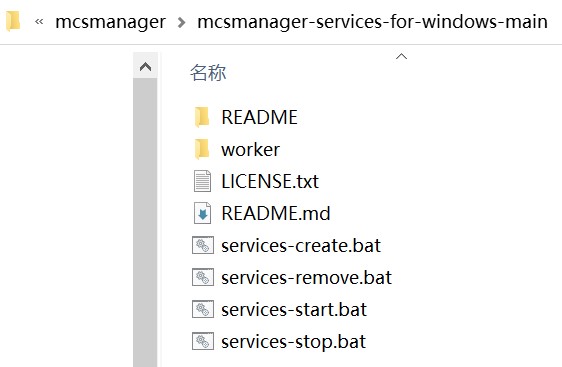 « mcsmanager > mcsmanager-services-for-windows-main
名称
README
worker
LICENSE.txt
README.md
services-create.bat
services-remove.bat
services-start.bat
services-stop.bat